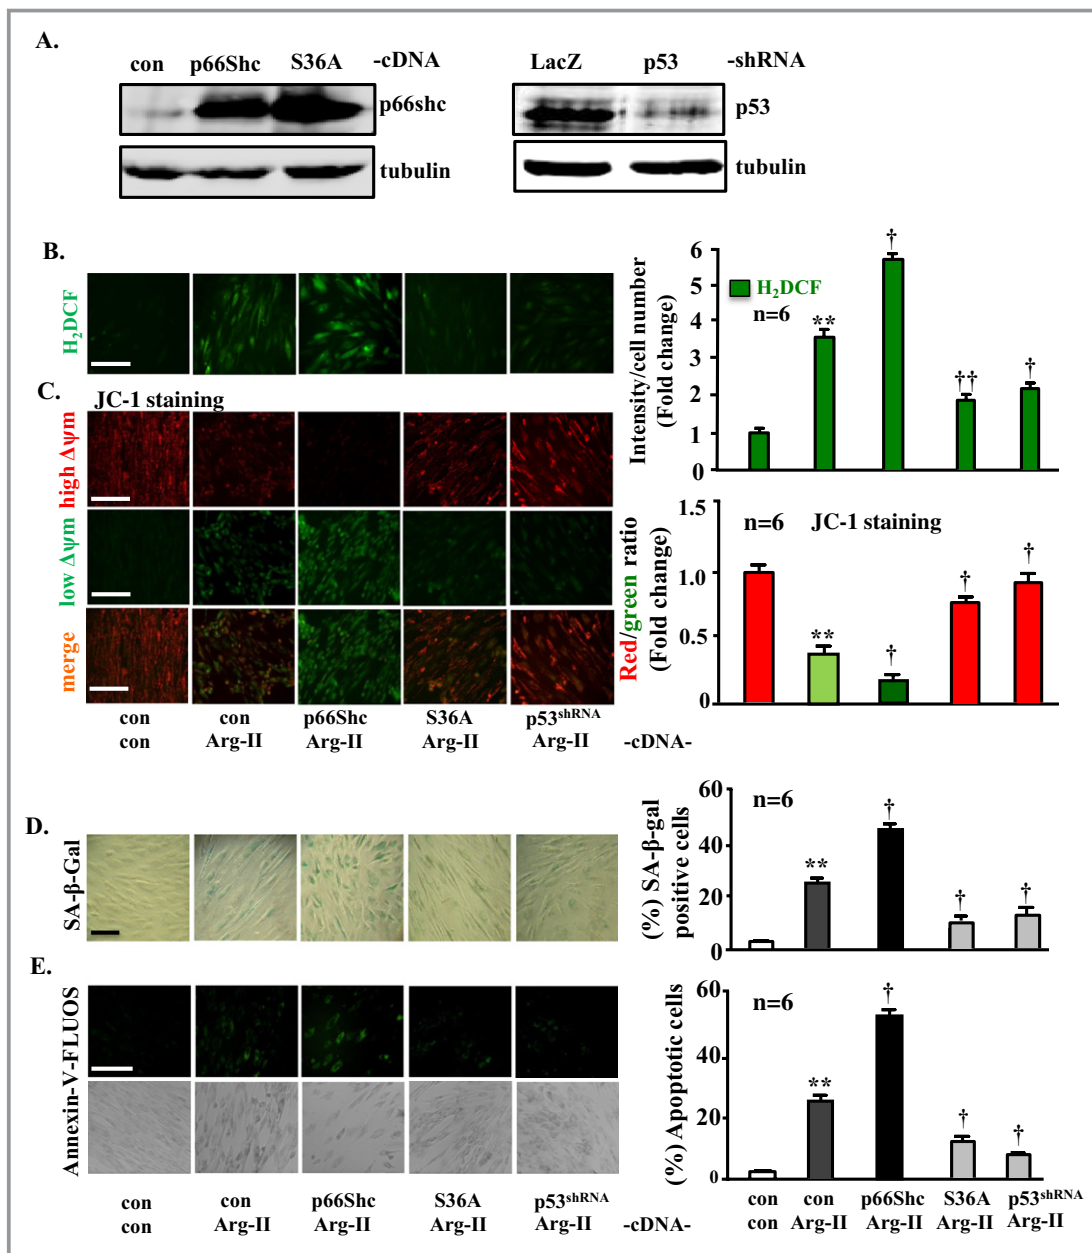 A.
con p66Shc S36A -cDNA
p66shc
tubulin
LacZ p53 -shRNA
p53
tubulin
B.
H₂DCF
Intensity/cell number
(Fold change)
6
5
4
3
2
1
0
H₂DCF
n=6
**
†
††
†
C.
JC-1 staining
high Δψm
low Δψm
merge
con con p66Shc S36A p53shRNA
con Arg-II Arg-II Arg-II Arg-II -cDNA-
Red/green ratio
(Fold change)
1.5
1.0
0.5
0
n=6 JC-1 staining
**
†
†
†
D.
SA-β-Gal
(%) SA-β-gal
positive cells
60
40
20
0
n=6
**
†
†
†
E.
Annexin-V-FLUOS
con con p66Shc S36A p53shRNA
con Arg-II Arg-II Arg-II Arg-II -cDNA-
(%) Apoptotic cells
60
40
20
0
n=6
**
†
†
†
con con p66Shc S36A p53shRNA
con Arg-II Arg-II Arg-II Arg-II